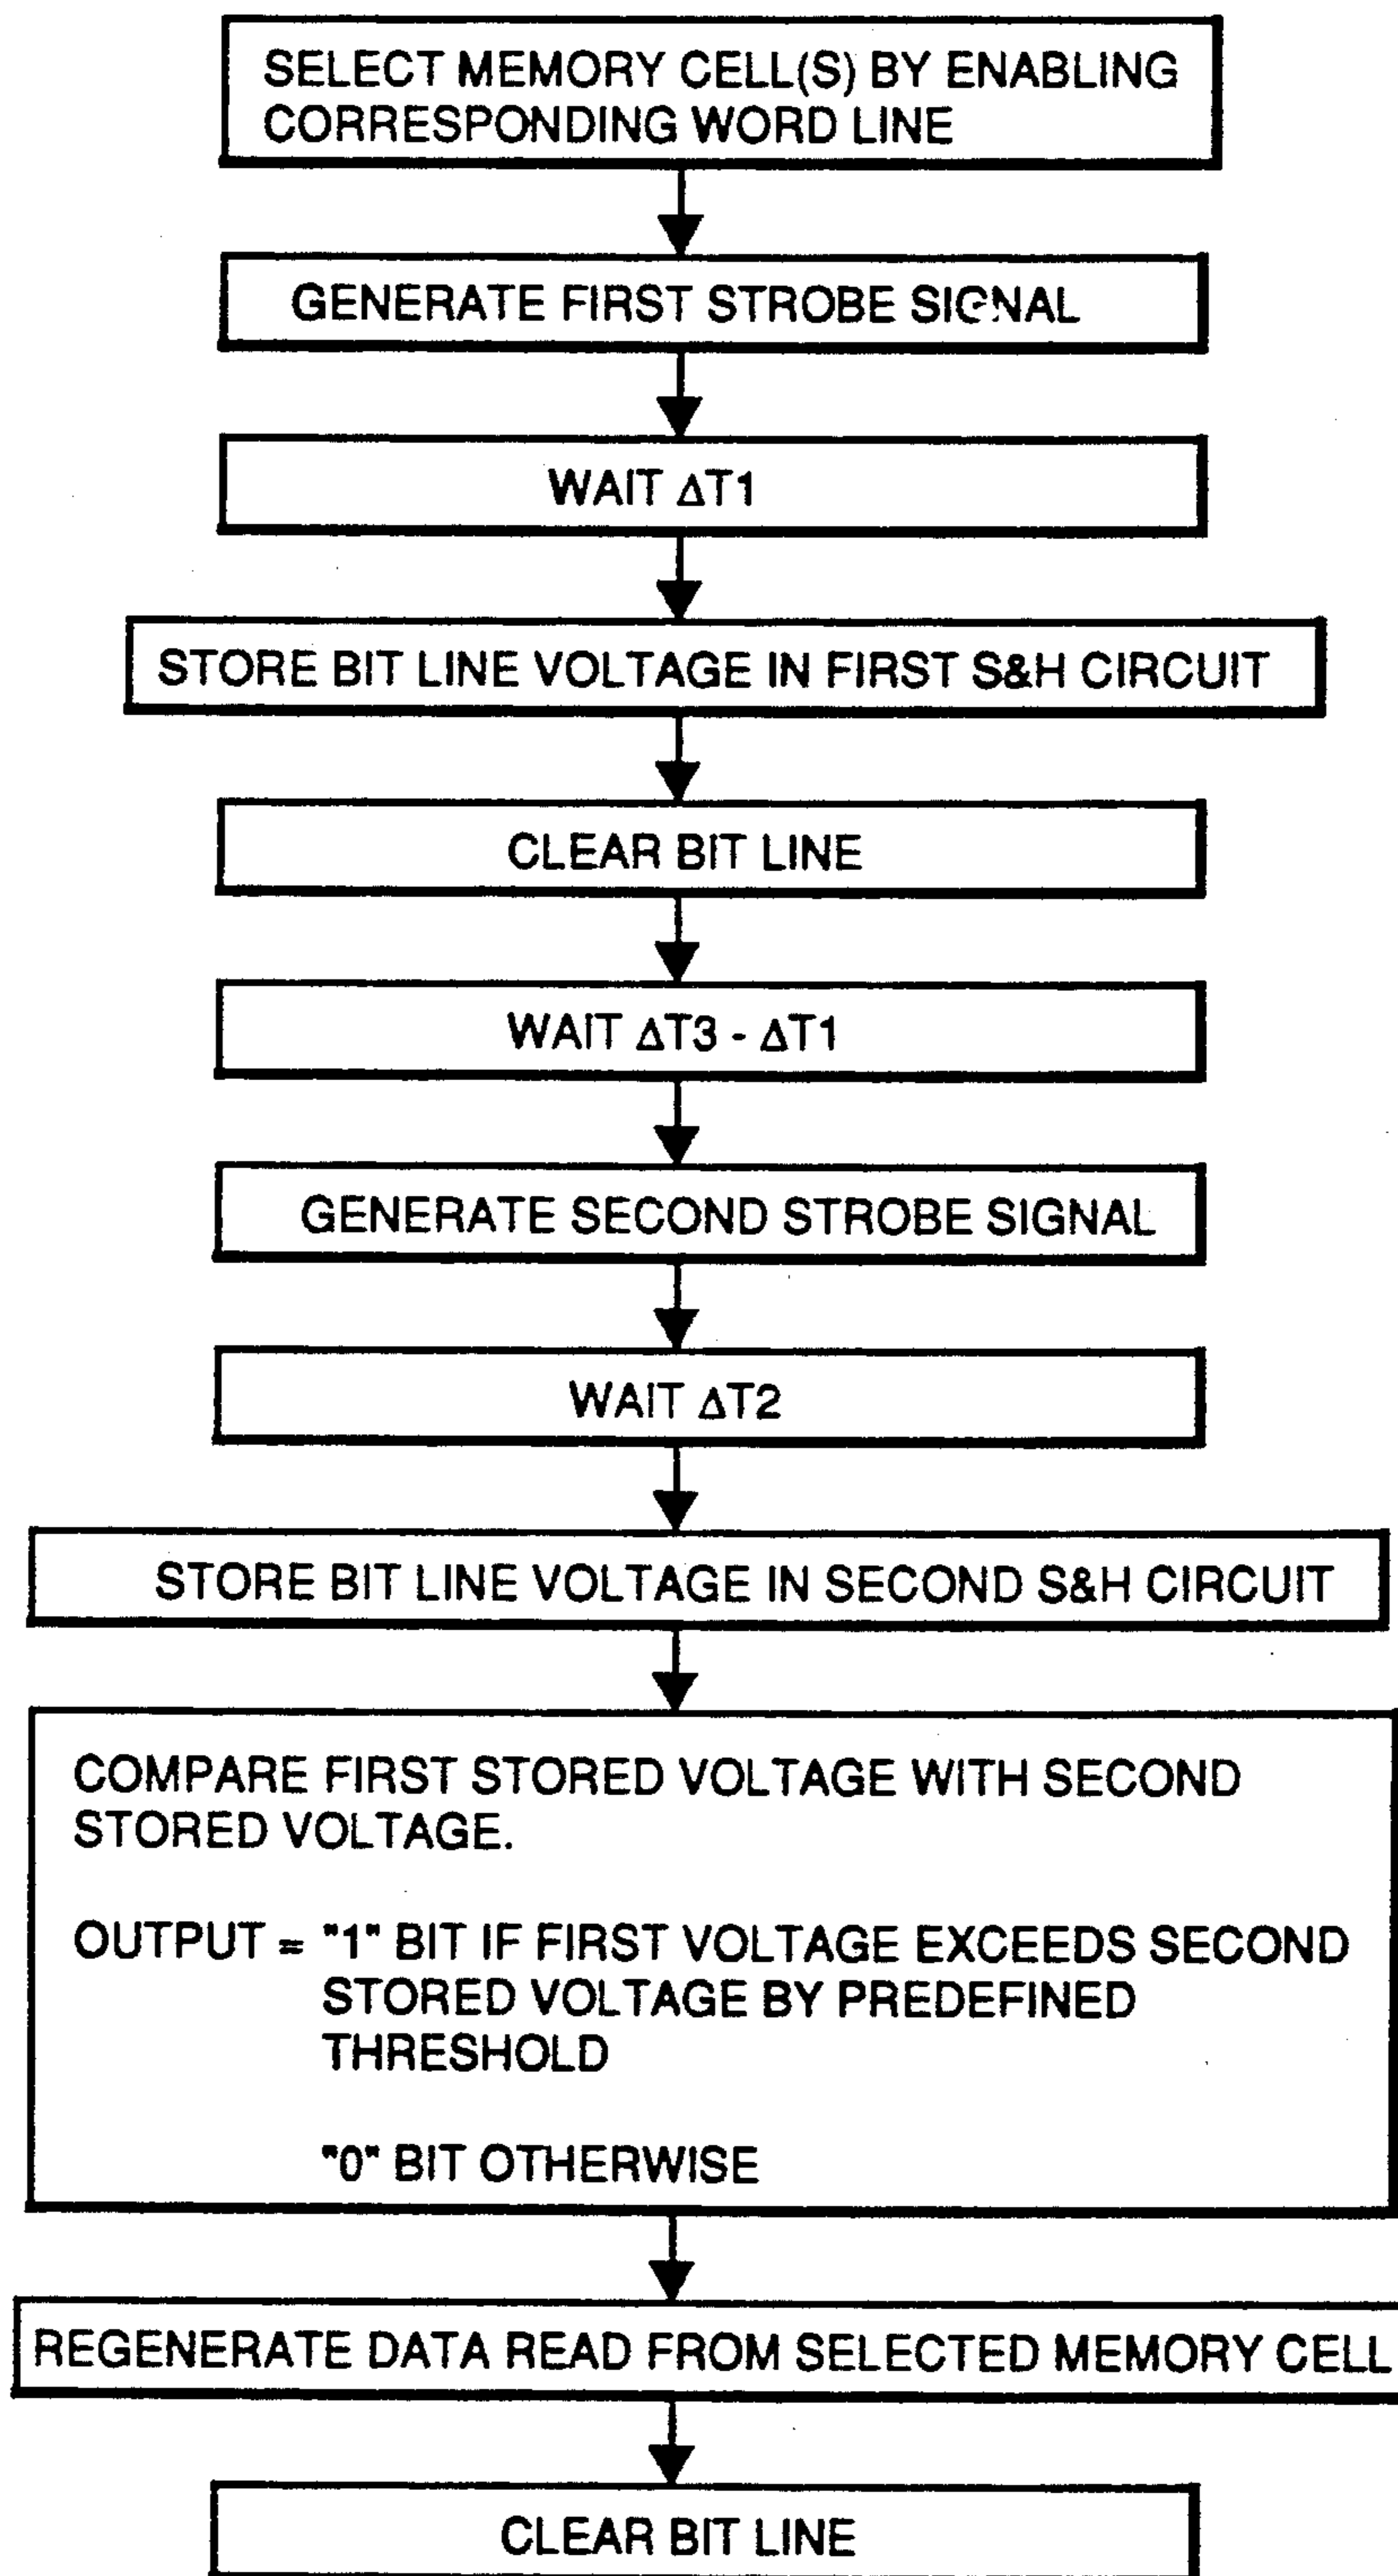 SELECT MEMORY CELL(S) BY ENABLING
CORRESPONDING WORD LINE
GENERATE FIRST STROBE SIGNAL
WAIT ΔT1
STORE BIT LINE VOLTAGE IN FIRST S&H CIRCUIT
CLEAR BIT LINE
WAIT ΔT3 - ΔT1
GENERATE SECOND STROBE SIGNAL
WAIT ΔT2
STORE BIT LINE VOLTAGE IN SECOND S&H CIRCUIT
COMPARE FIRST STORED VOLTAGE WITH SECOND
STORED VOLTAGE.
OUTPUT = "1" BIT IF FIRST VOLTAGE EXCEEDS SECOND
STORED VOLTAGE BY PREDEFINED
THRESHOLD
"0" BIT OTHERWISE
REGENERATE DATA READ FROM SELECTED MEMORY CELL
CLEAR BIT LINE